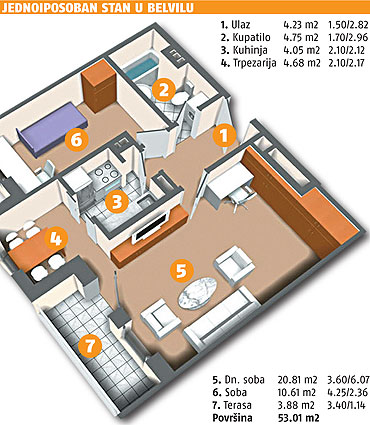 JEDNOIPOSOBAN STAN U BELVILU
1. Ulaz 4.23 m2 1.50/2.82
2. Kupatilo 4.75 m2 1.70/2.96
3. Kuhinja 4.05 m2 2.10/2.12
4. Trpezarija 4.68 m2 2.10/2.17
2
1
6
3
4
5
7
5. Dn. soba 20.81 m2 3.60/6.07
6. Soba 10.61 m2 4.25/2.36
7. Terasa 3.88 m2 3.40/1.14
Površina 53.01 m2